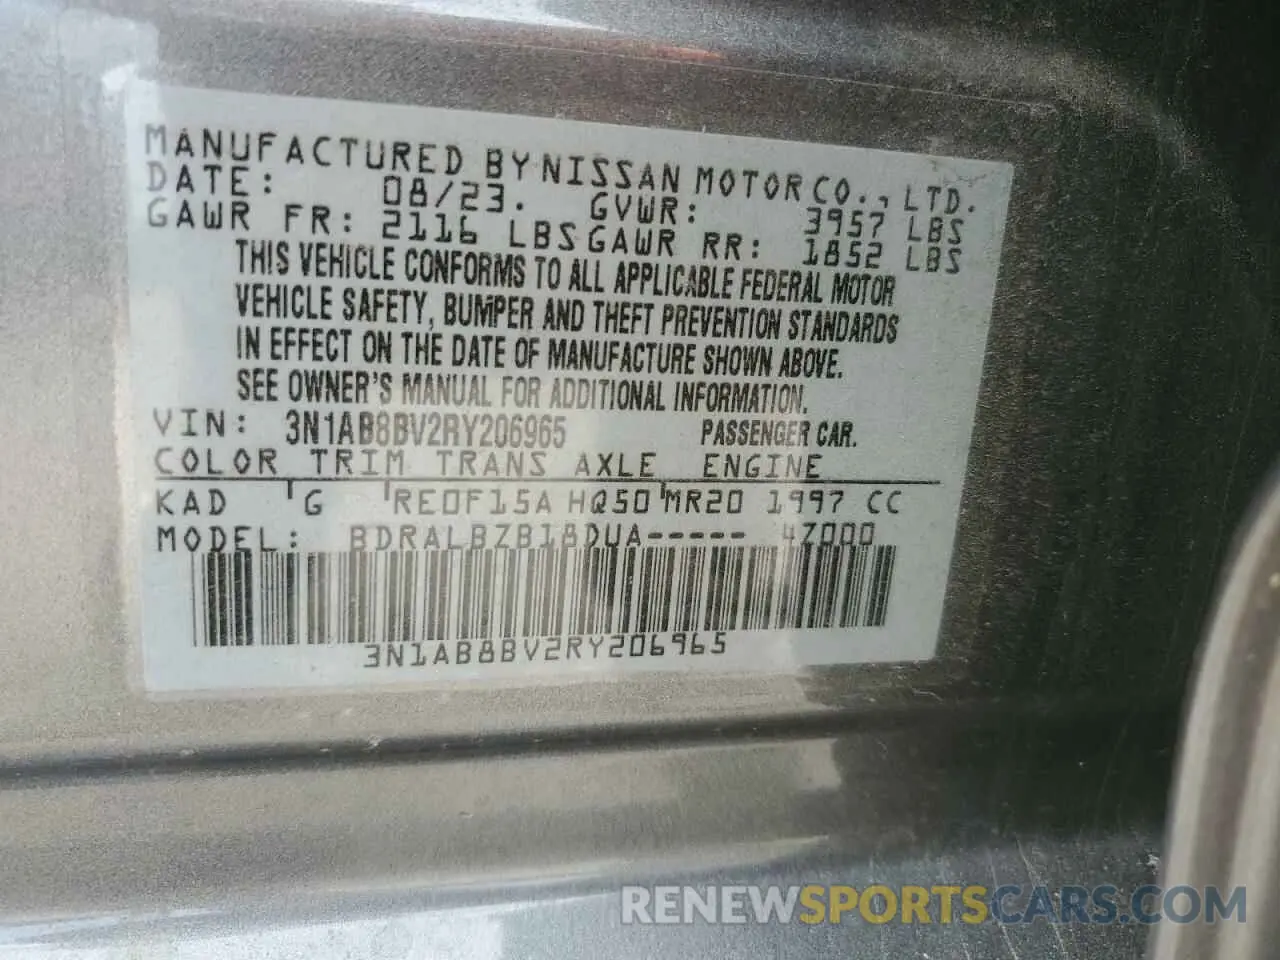 MANUFACTURED BY NISSAN MOTOR CO., LTD.
DATE: 08/23. GVWR: 3957 LBS
GAWR FR: 2116 LBS GAWR RR: 1852 LBS
THIS VEHICLE CONFORMS TO ALL APPLICABLE FEDERAL MOTOR
VEHICLE SAFETY, BUMPER AND THEFT PREVENTION STANDARDS
IN EFFECT ON THE DATE OF MANUFACTURE SHOWN ABOVE.
SEE OWNER'S MANUAL FOR ADDITIONAL INFORMATION.
VIN: 3N1AB8BV2RY206965 PASSENGER CAR.
COLOR TRIM TRANS AXLE ENGINE
KAD G RE0F15A HQ50 MR20 1997 CC
MODEL: BDRALBZB18DUA----- 4Z000
3N1AB8BV2RY206965
RENEWSPORTSCARS.COM